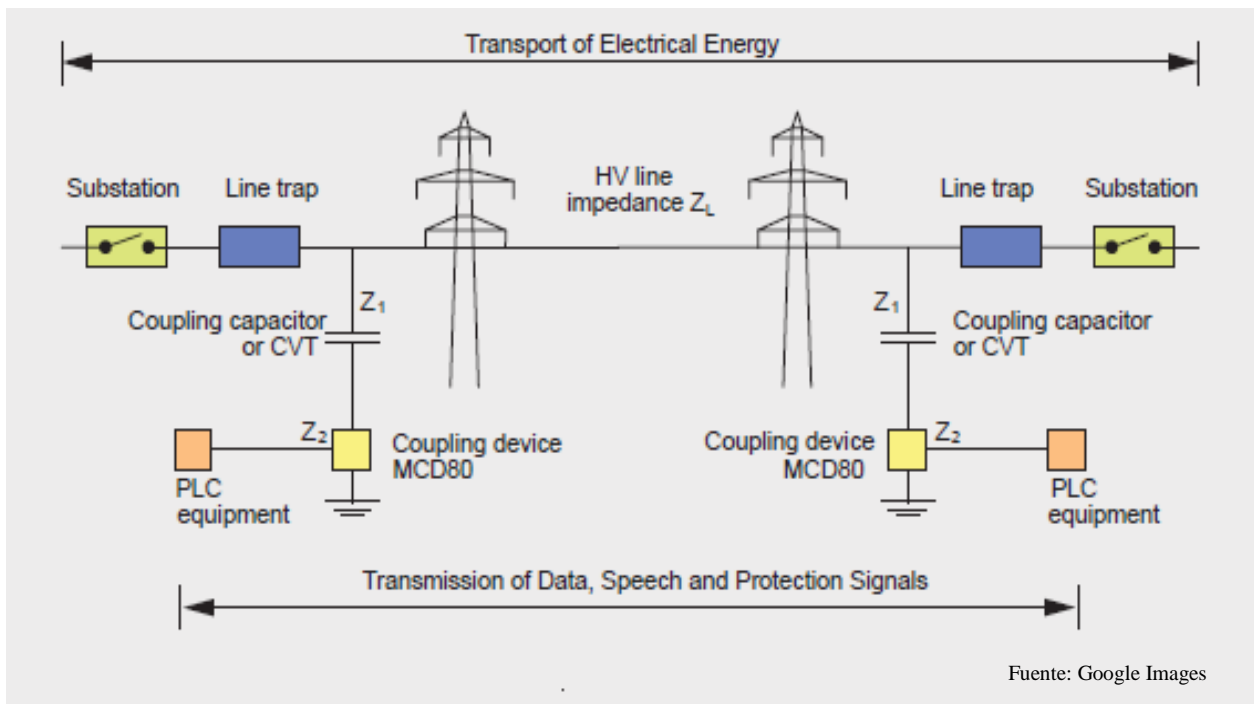 Transport of Electrical Energy
Substation
Line trap
HV line
impedance Z_L
Line trap
Substation
Z₁
Coupling capacitor
or CVT
Z₁
Coupling capacitor
or CVT
Z₂
Coupling device
MCD80
PLC
equipment
Coupling device
MCD80
Z₂
PLC
equipment
Transmission of Data, Speech and Protection Signals
Fuente: Google Images